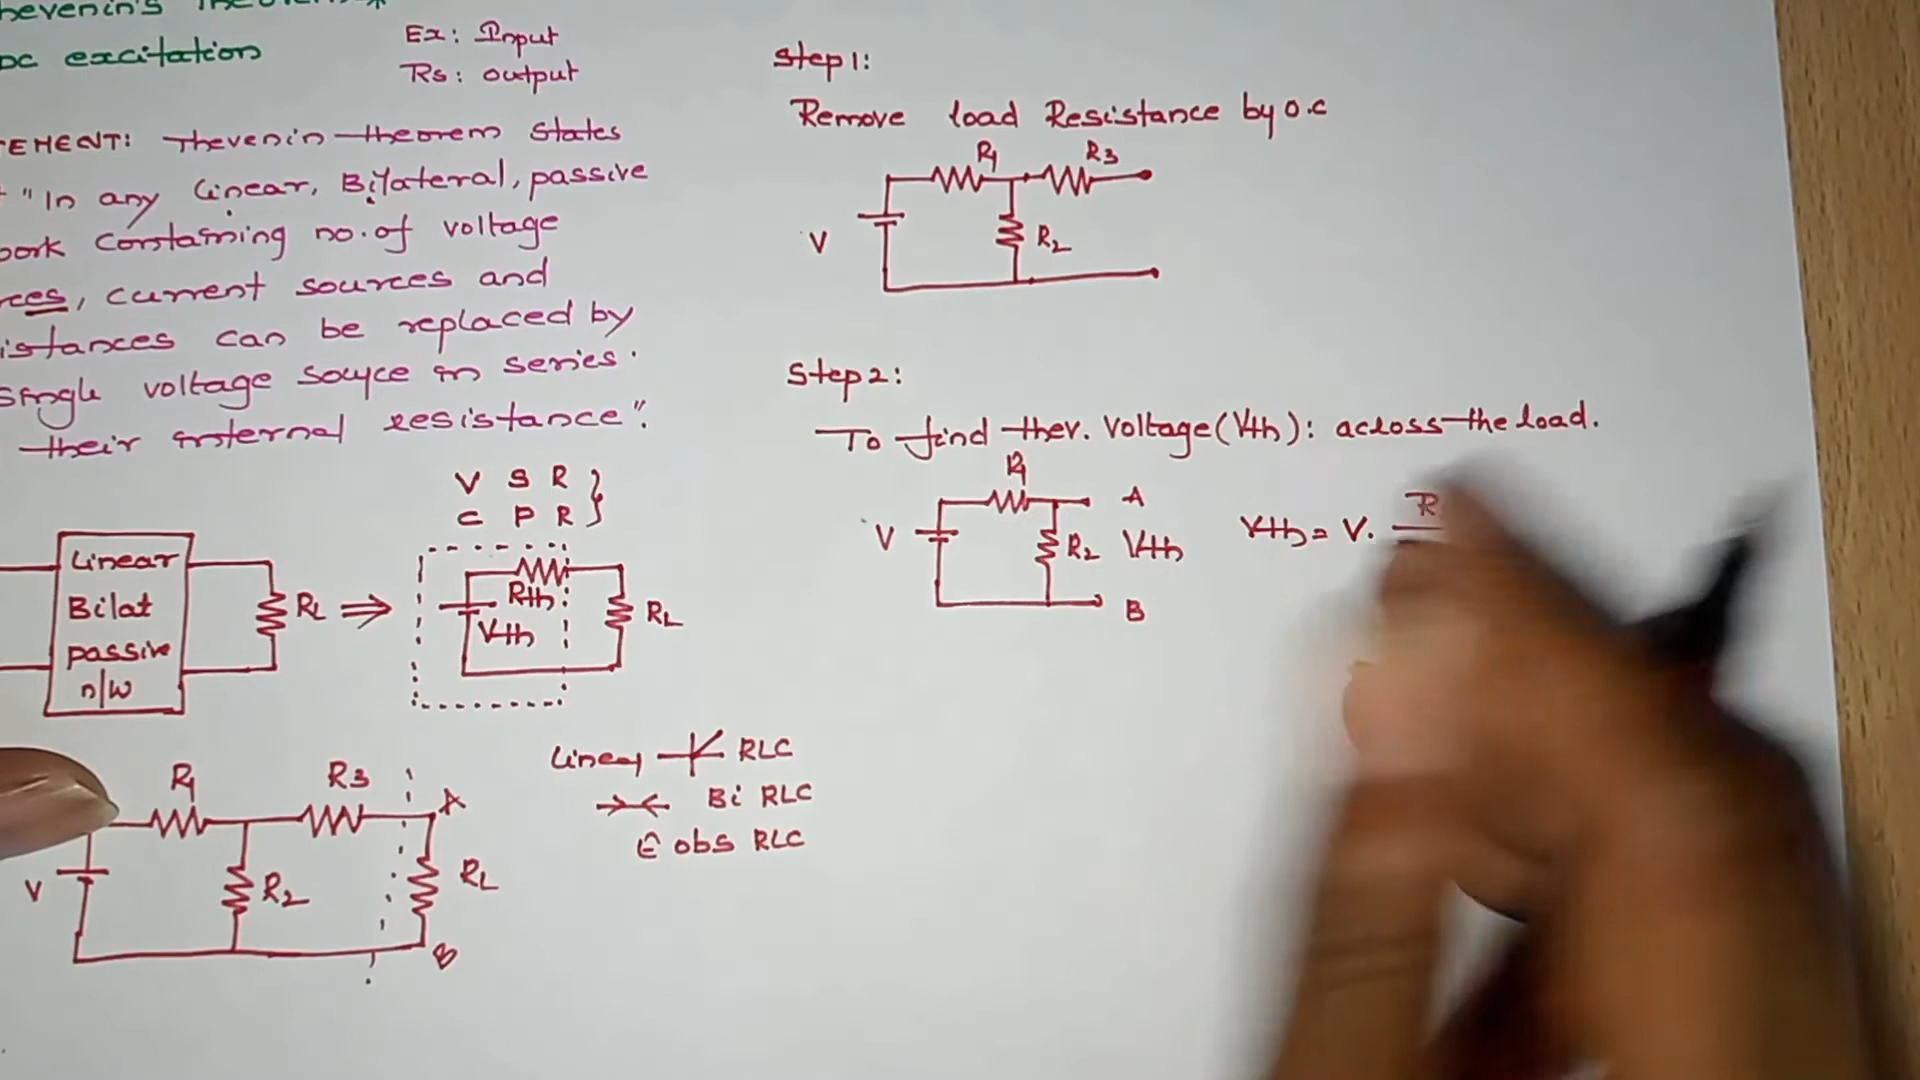 hevenin's Theorem*
DC excitation
Ex: Input
Rs: output
EMENT: Thevenin theorem states
"In any linear, Bilateral, passive
work containing no. of voltage
rces, current sources and
istances can be replaced by
single voltage source in series
their internal resistance".
V S R }
C P R }
Linear
Bilat
passive
n/w
RL ⇒
Rth
Vth
RL
R1
R3
A
V
R2
RL
B
Linear RLC
Bi RLC
E obs RLC
Step 1:
Remove load Resistance by O.C
R1
R3
V
R2
Step 2:
To find thev. voltage (Vth): across the load.
R1
A
V
R2
Vth
B
Vth = V. R